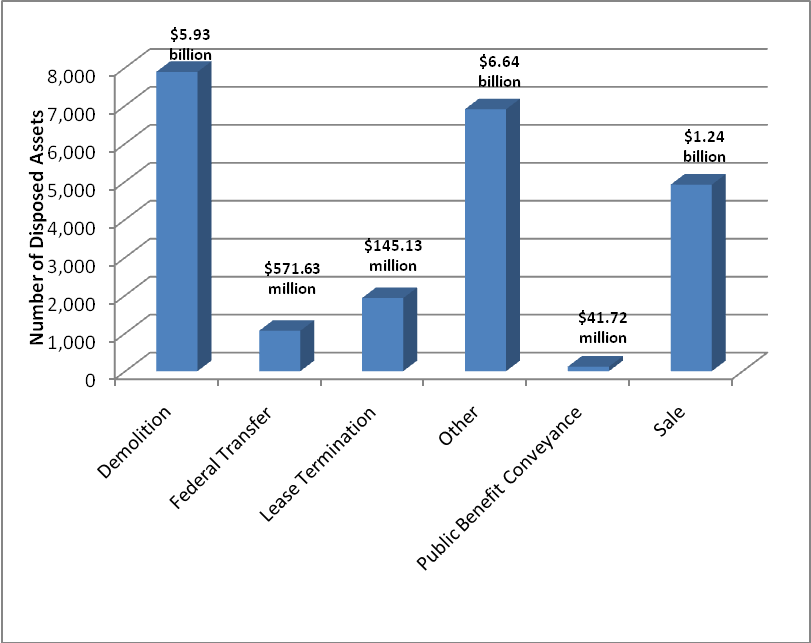 $5.93
billion
$6.64
billion
$1.24
billion
$571.63
million
$145.13
million
$41.72
million
Number of Disposed Assets
8,000
7,000
6,000
5,000
4,000
3,000
2,000
1,000
0
Demolition
Federal Transfer
Lease Termination
Other
Public Benefit Conveyance
Sale